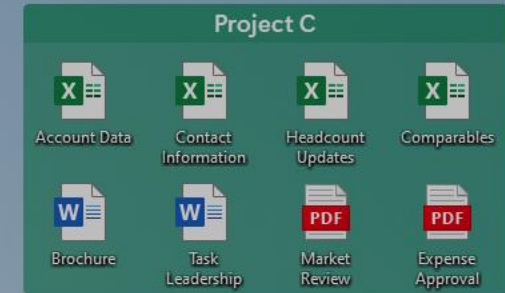 Project C
X
X
X
X
Account Data
Contact
Information
Headcount
Updates
Comparables
W
W
PDF
PDF
Brochure
Task
Leadership
Market
Review
Expense
Approval